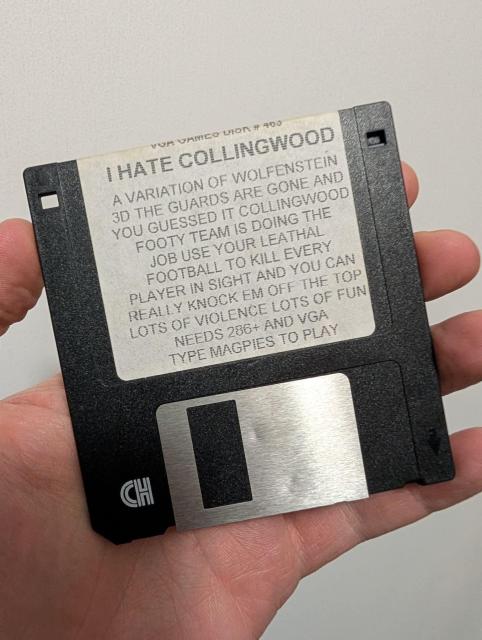 VGA GAMES DISK # 463
I HATE COLLINGWOOD
A VARIATION OF WOLFENSTEIN
3D THE GUARDS ARE GONE AND
YOU GUESSED IT COLLINGWOOD
FOOTY TEAM IS DOING THE
JOB USE YOUR LEATHAL
FOOTBALL TO KILL EVERY
PLAYER IN SIGHT AND YOU CAN
REALLY KNOCK EM OFF THE TOP
LOTS OF VIOLENCE LOTS OF FUN
NEEDS 286+ AND VGA
TYPE MAGPIES TO PLAY